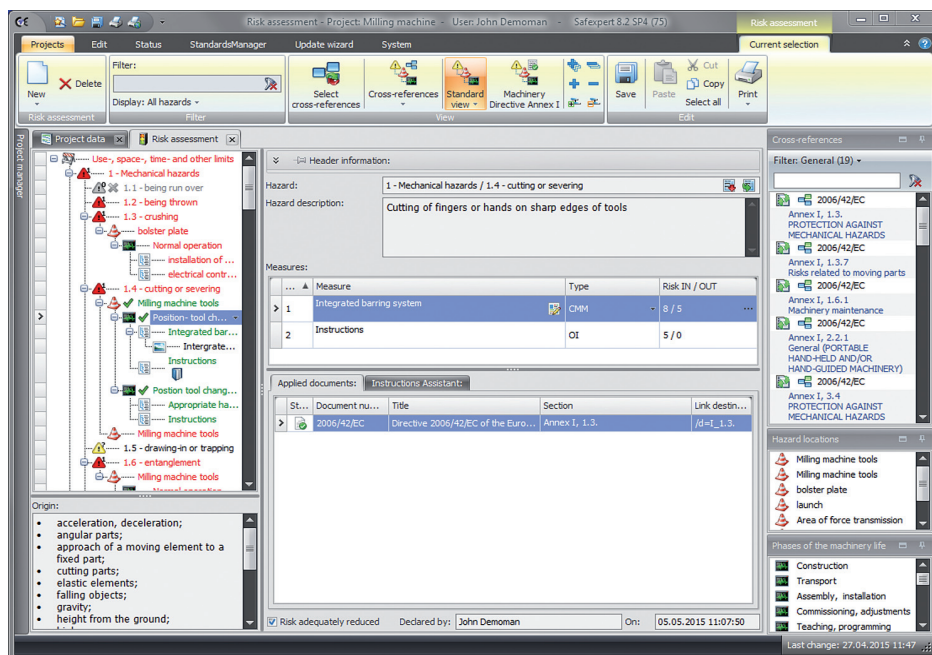 Risk assessment - Project: Milling machine - User: John Demoman - Safexpert 8.2 SP4 (75)
Risk assessment
Projects Edit Status StandardsManager Update wizard System Current selection
New
Delete
Risk assessment
Filter:
Display: All hazards
Filter
Select cross-references
Cross-references
Standard view
Machinery Directive Annex I
View
Save
Paste
Cut
Copy
Select all
Edit
Print
Project manager
Project data x
Risk assessment x
Use-, space-, time- and other limits
1 - Mechanical hazards
1.1 - being run over
1.2 - being thrown
1.3 - crushing
bolster plate
Normal operation
installation of ...
electrical contr...
1.4 - cutting or severing
Milling machine tools
Position- tool ch...
Integrated bar...
Intergrate...
Instructions
Postion tool chang...
Appropriate ha...
Instructions
Milling machine tools
1.5 - drawing-in or trapping
1.6 - entanglement
Milling machine tools
Normal operation
Origin:
• acceleration, deceleration;
• angular parts;
• approach of a moving element to a
fixed part;
• cutting parts;
• elastic elements;
• falling objects;
• gravity;
• height from the ground;
Header information:
Hazard: 1 - Mechanical hazards / 1.4 - cutting or severing
Hazard description: Cutting of fingers or hands on sharp edges of tools
Measures:
... Measure Type Risk IN / OUT
1 Integrated barring system CMM 8 / 5 ...
2 Instructions OI 5 / 0
Applied documents: Instructions Assistant:
St... Document nu... Title Section Link destin...
2006/42/EC Directive 2006/42/EC of the Euro... Annex I, 1.3. /d=I_1.3.
Risk adequately reduced Declared by: John Demoman On: 05.05.2015 11:07:50
Cross-references
Filter: General (19)
2006/42/EC
Annex I, 1.3.
PROTECTION AGAINST
MECHANICAL HAZARDS
2006/42/EC
Annex I, 1.3.7
Risks related to moving parts
2006/42/EC
Annex I, 1.6.1
Machinery maintenance
2006/42/EC
Annex I, 2.2.1
General (PORTABLE
HAND-HELD AND/OR
HAND-GUIDED MACHINERY)
2006/42/EC
Annex I, 3.4
PROTECTION AGAINST
MECHANICAL HAZARDS
Hazard locations
Milling machine tools
Milling machine tools
bolster plate
launch
Area of force transmission
Phases of the machinery life
Construction
Transport
Assembly, installation
Commissioning, adjustments
Teaching, programming
Last change: 27.04.2015 11:47